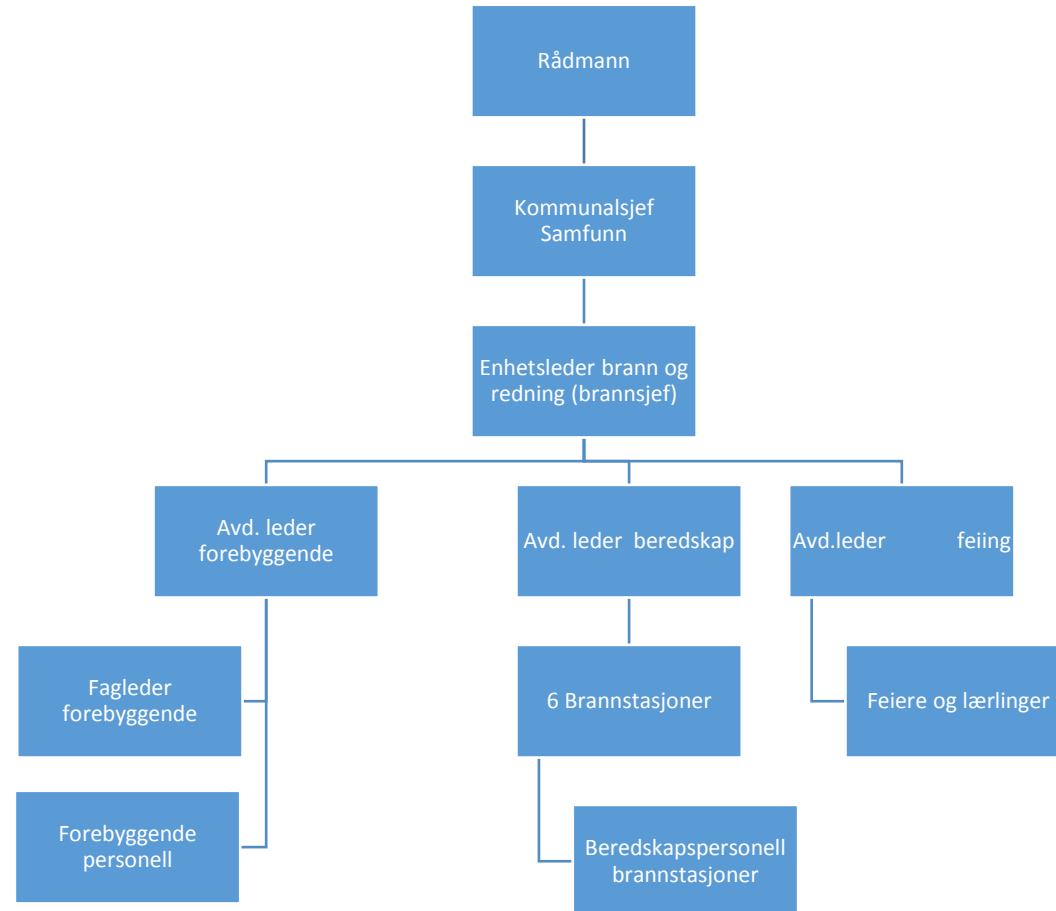 Rådmann
Kommunalsjef
Samfunn
Enhetsleder brann og
redning (brannsjef)
Avd. leder
forebyggende
Avd. leder beredskap
Avd.leder feiing
Fagleder
forebyggende
6 Brannstasjoner
Feiere og lærlinger
Forebyggende
personell
Beredskapspersonell
brannstasjoner